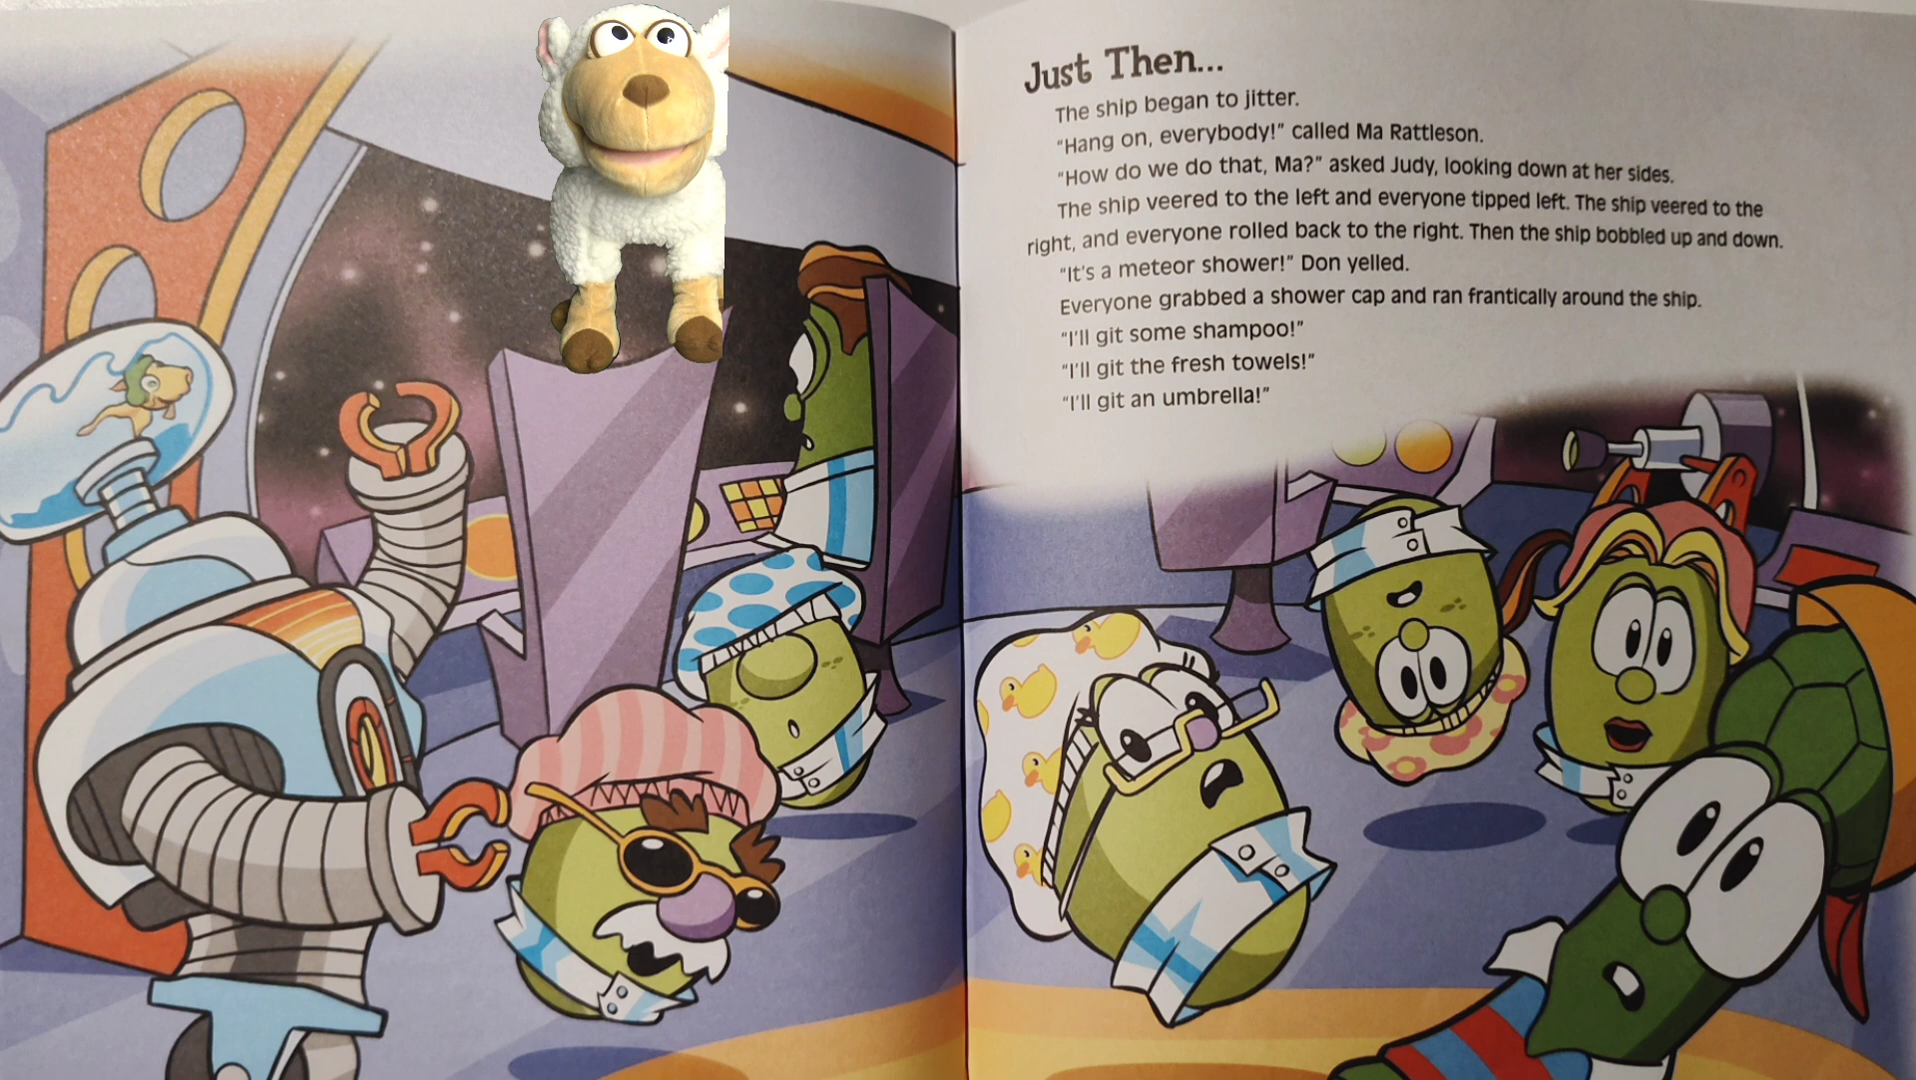 Just Then...
The ship began to jitter.
“Hang on, everybody!” called Ma Rattleson.
“How do we do that, Ma?” asked Judy, looking down at her sides.
The ship veered to the left and everyone tipped left. The ship veered to the
right, and everyone rolled back to the right. Then the ship bobbled up and down.
“It’s a meteor shower!” Don yelled.
Everyone grabbed a shower cap and ran frantically around the ship.
“I’ll git some shampoo!”
“I’ll git the fresh towels!”
“I’ll git an umbrella!”